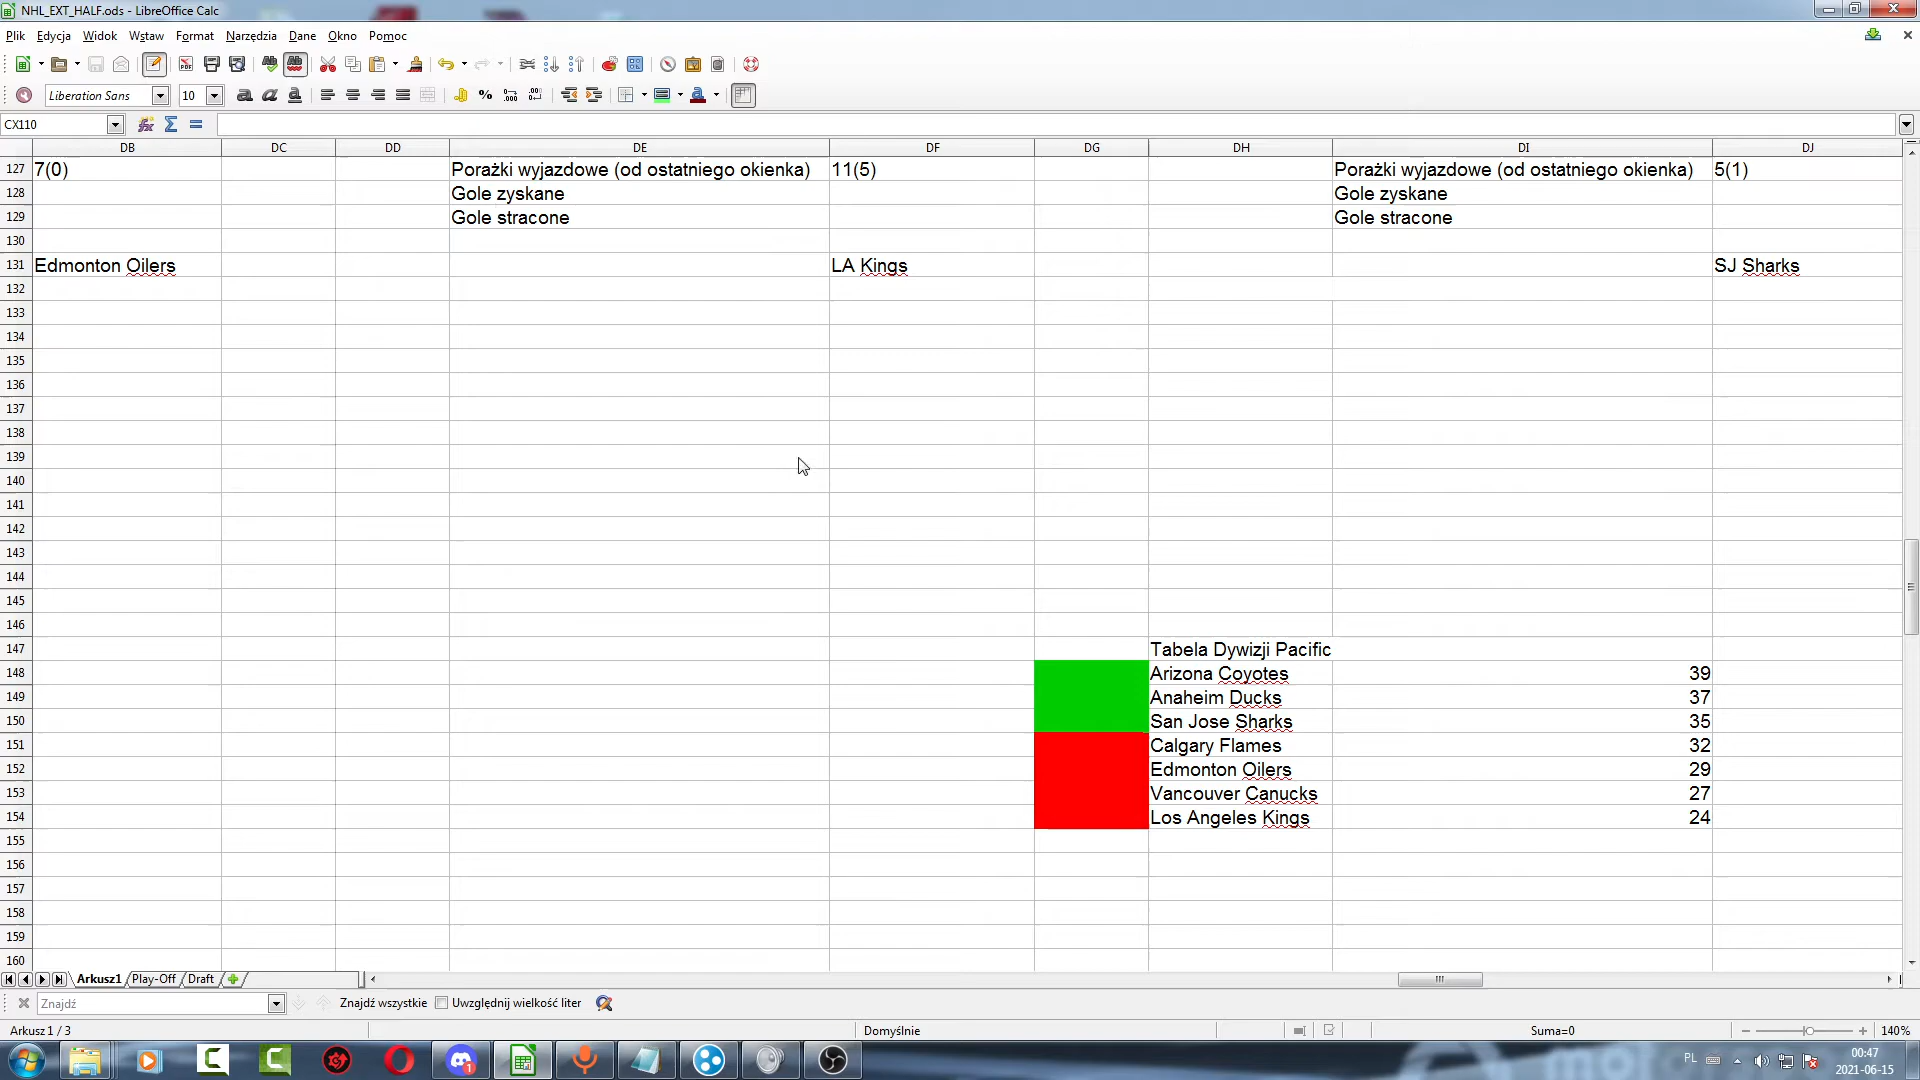 NHL_EXT_HALF.ods - LibreOffice Calc
Plik Edycja Widok Wstaw Format Narzędzia Dane Okno Pomoc
Liberation Sans 10
CX110
DB DC DD DE DF DG DH DI DJ
127 7(0) Porażki wyjazdowe (od ostatniego okienka) 11(5) Porażki wyjazdowe (od ostatniego okienka) 5(1)
128 Gole zyskane Gole zyskane
129 Gole stracone Gole stracone
130
131 Edmonton Oilers LA Kings SJ Sharks
132
133
134
135
136
137
138
139
140
141
142
143
144
145
146
147 Tabela Dywizji Pacific
148 Arizona Coyotes 39
149 Anaheim Ducks 37
150 San Jose Sharks 35
151 Calgary Flames 32
152 Edmonton Oilers 29
153 Vancouver Canucks 27
154 Los Angeles Kings 24
155
156
157
158
159
160
Arkusz1 Play-Off Draft
Znajdź Znajdź wszystkie Uwzględnij wielkość liter
Arkusz 1 / 3 Domyślnie Suma=0 140%
PL 00:47
2021-06-15